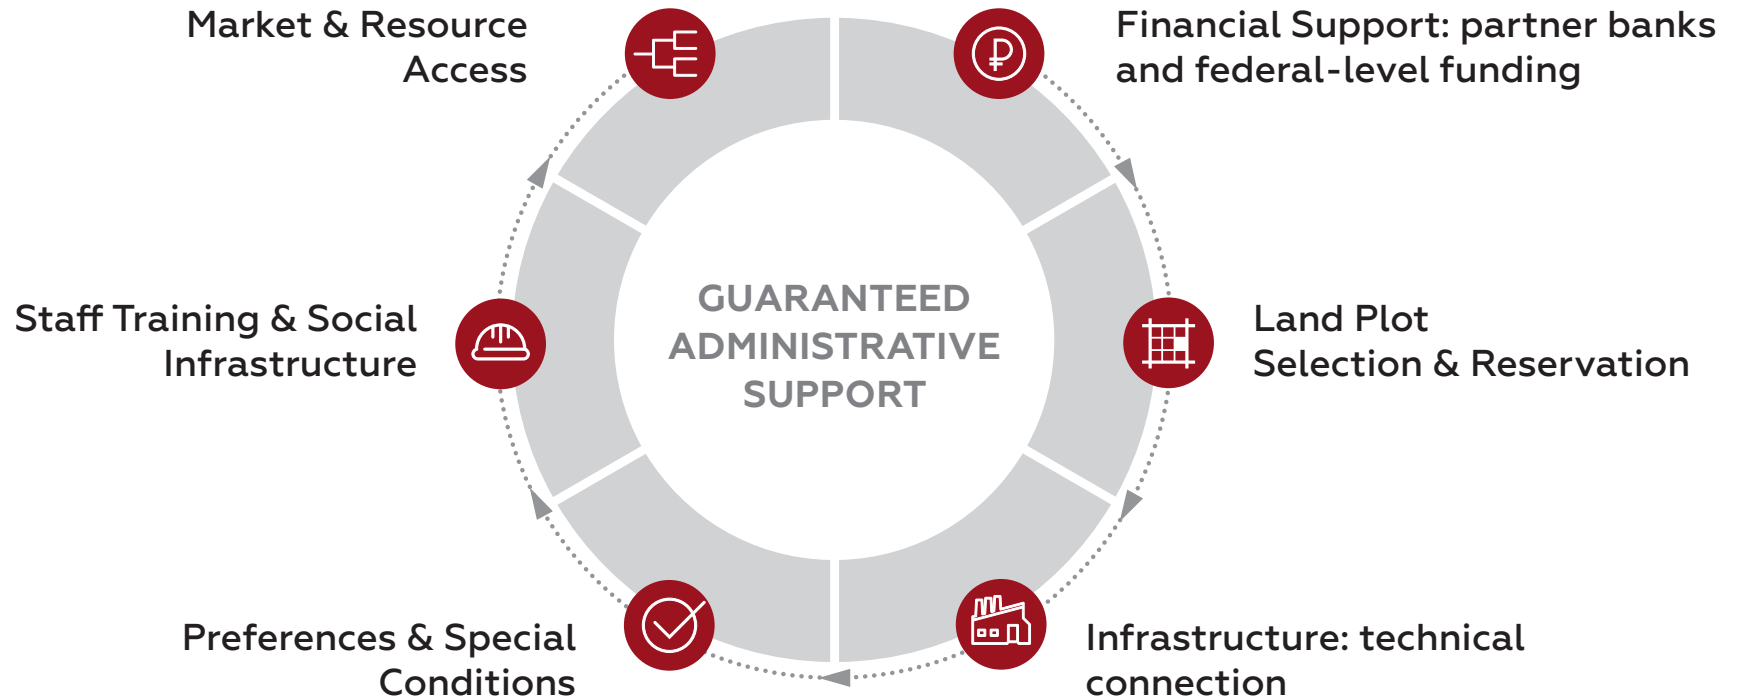 Market & Resource
Access
Financial Support: partner banks
and federal-level funding
Staff Training & Social
Infrastructure
GUARANTEED
ADMINISTRATIVE
SUPPORT
Land Plot
Selection & Reservation
Preferences & Special
Conditions
Infrastructure: technical
connection